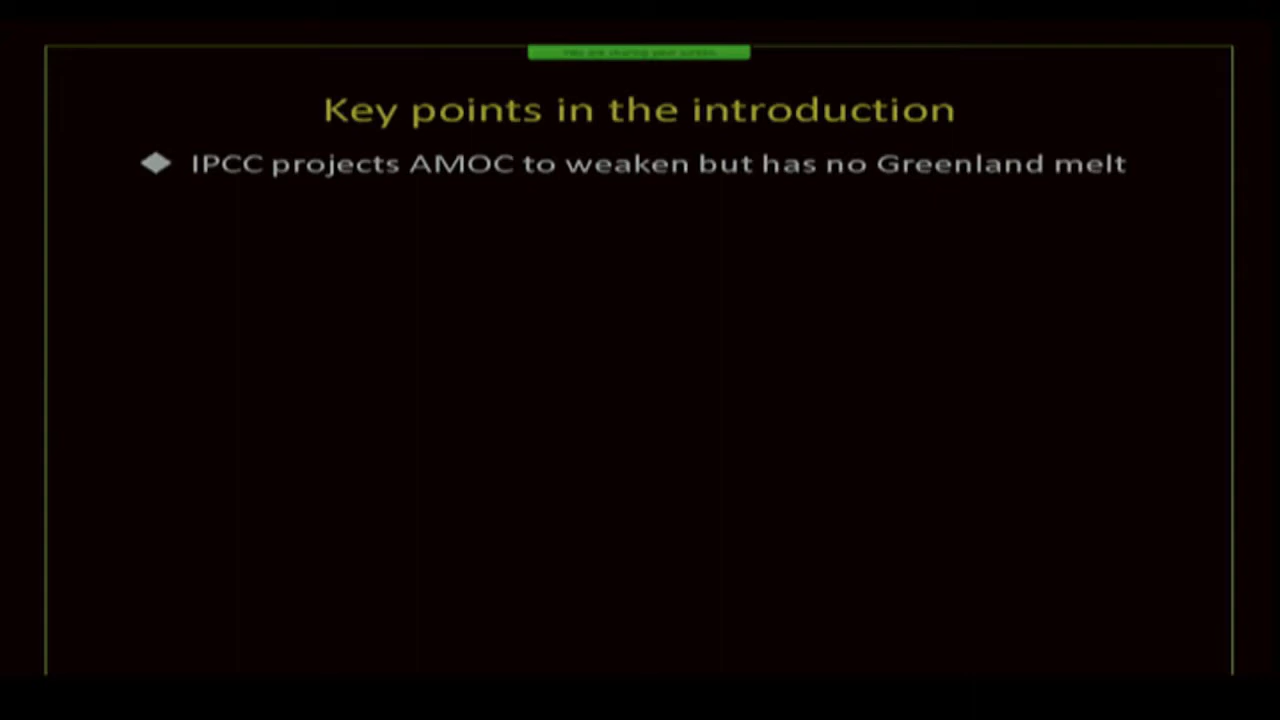 Key points in the introduction
IPCC projects AMOC to weaken but has no Greenland melt